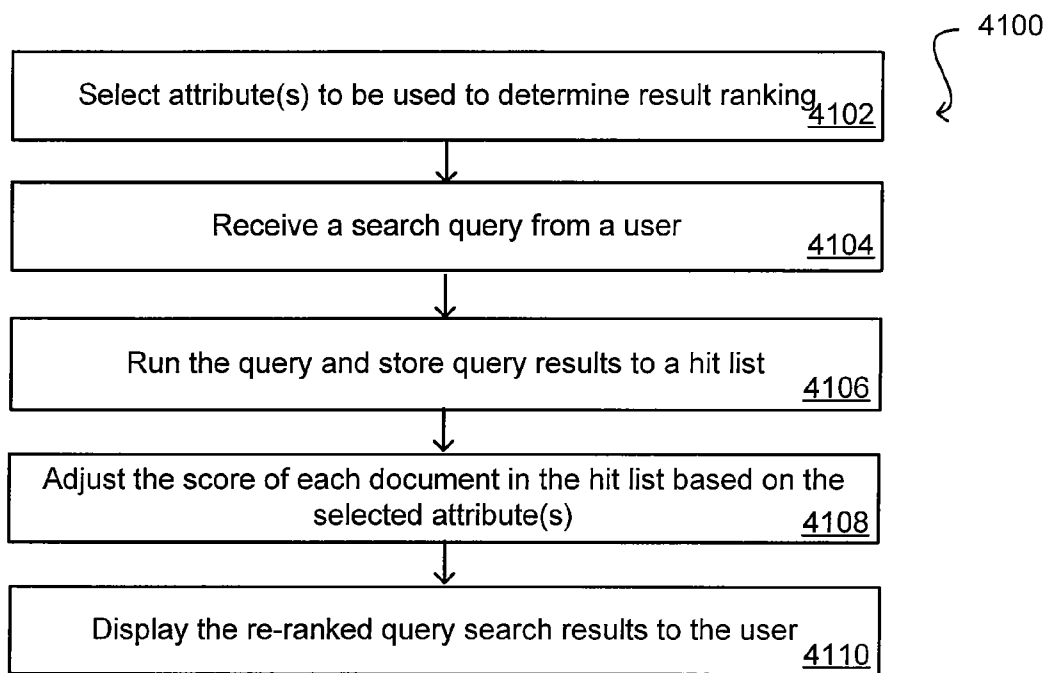 4100
Select attribute(s) to be used to determine result ranking
4102
Receive a search query from a user
4104
Run the query and store query results to a hit list
4106
Adjust the score of each document in the hit list based on the
selected attribute(s)
4108
Display the re-ranked query search results to the user
4110